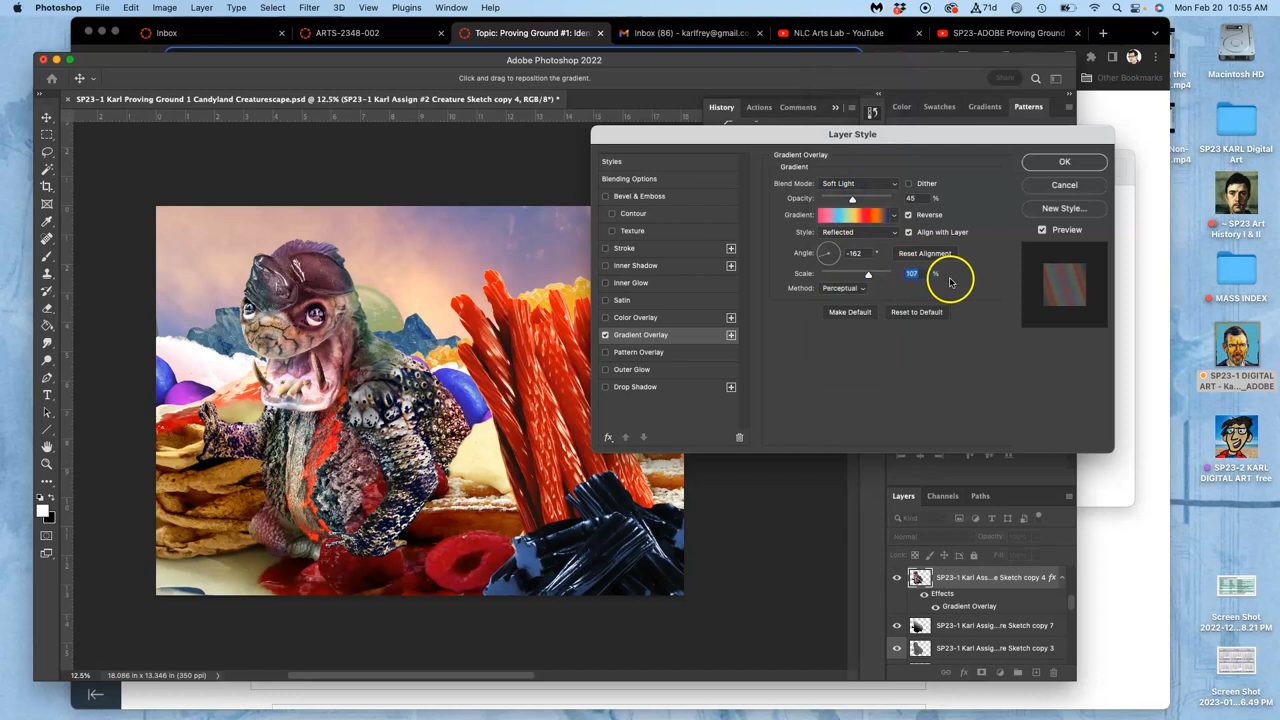 Photoshop File Edit Image Layer Type Select Filter 3D View Plugins Window Help
71d
Mon Feb 20 10:55 AM
Inbox
ARTS-2348-002
Topic: Proving Ground #1: Iden
Inbox (86) - karlfrey@gmail.co
NLC Arts Lab - YouTube
SP23-ADOBE Proving Ground
Adobe Photoshop 2022
Click and drag to reposition the gradient.
Share
Other Bookmarks
SP23-1 Karl Proving Ground 1 Candyland Creaturescape.psd @ 12.5% (SP23-1 Karl Assign #2 Creature Sketch copy 4, RGB/8*) *
History Actions Comments
Color Swatches Gradients Patterns
Layer Style
Styles
Blending Options
Bevel & Emboss
Contour
Texture
Stroke
Inner Shadow
Inner Glow
Satin
Color Overlay
Gradient Overlay
Pattern Overlay
Outer Glow
Drop Shadow
fx
Gradient Overlay
Gradient
Blend Mode: Soft Light Dither
Opacity: 45 %
Gradient: Reverse
Style: Reflected Align with Layer
Angle: -162 ° Reset Alignment
Scale: 107 %
Method: Perceptual
Make Default Reset to Default
OK
Cancel
New Style...
Preview
Layers Channels Paths
Kind
Normal Opacity:
Lock: Fill:
SP23-1 Karl Ass...e Sketch copy 4 fx
Effects
Gradient Overlay
SP23-1 Karl Assig...re Sketch copy 7
SP23-1 Karl Assig...re Sketch copy 3
12.5% 18.086 in x 13.346 in (350 ppi)
Macintosh HD
SP23 KARL Digital
Art
~ SP23 Art
History I & II
MASS INDEX
SP23-1 DIGITAL
ART - Ka..._ADOBE
SP23-2 KARL
DIGITAL ART_free
Screen Shot
2022-12...8.21 PM
Screen Shot
2023-01...6.49 PM